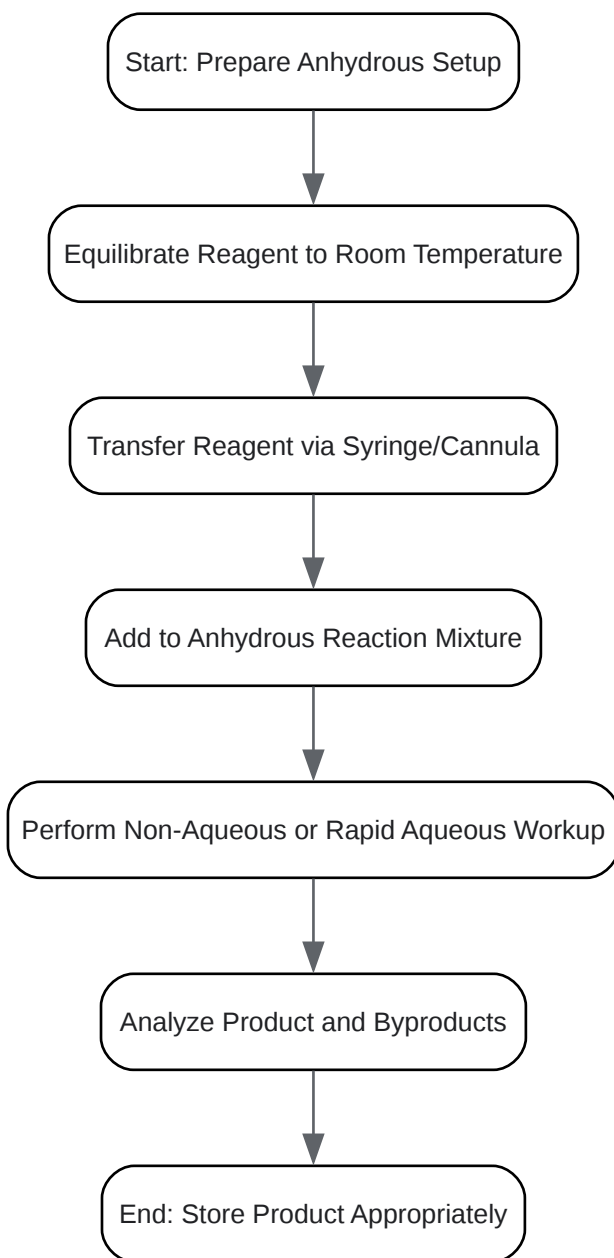 Start: Prepare Anhydrous Setup
Equilibrate Reagent to Room Temperature
Transfer Reagent via Syringe/Cannula
Add to Anhydrous Reaction Mixture
Perform Non-Aqueous or Rapid Aqueous Workup
Analyze Product and Byproducts
End: Store Product Appropriately